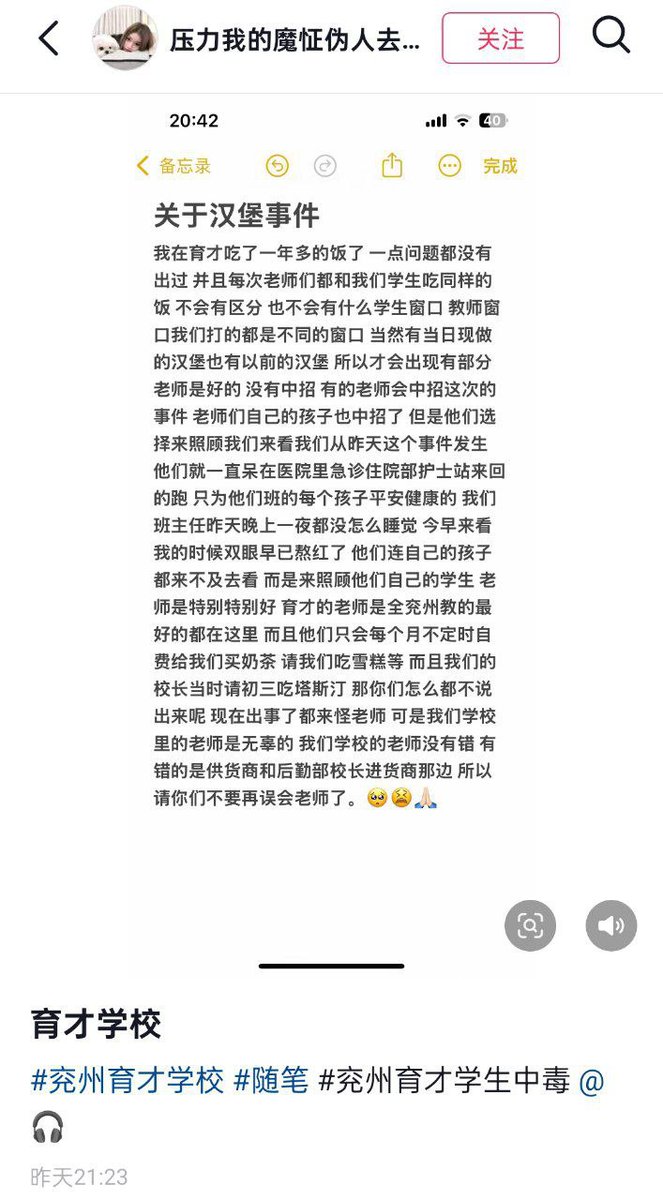 压力我的魔怔伪人去...
关注
20:42
40
备忘录
完成
关于汉堡事件
我在育才吃了一年多的饭了 一点问题都没有
出过 并且每次老师们都和我们学生吃同样的
饭 不会有区分 也不会有什么学生窗口 教师窗
口我们打的都是不同的窗口 当然有当日现做
的汉堡也有以前的汉堡 所以才会出现有部分
老师是好的 没有中招 有的老师会中招这次的
事件 老师们自己的孩子也中招了 但是他们选
择来照顾我们来看我们从昨天这个事件发生
他们就一直呆在医院里急诊住院部护士站来回
的跑 只为他们班的每个孩子平安健康的 我们
班主任昨天晚上一夜都没怎么睡觉 今早来看
我的时候双眼早已熬红了 他们连自己的孩子
都来不及去看 而是来照顾他们自己的学生 老
师是特别特别好 育才的老师是全兖州教的最
好的都在这里 而且他们只会每个月不定时自
费给我们买奶茶 请我们吃雪糕等 而且我们的
校长当时请初三吃塔斯汀 那你们怎么都不说
出来呢 现在出事了都来怪老师 可是我们学校
里的老师是无辜的 我们学校的老师没有错 有
错的是供货商和后勤部校长进货商那边 所以
请你们不要再误会老师了。🥺😫🙏🏻
育才学校
#兖州育才学校 #随笔 #兖州育才学生中毒 @
🎧
昨天21:23